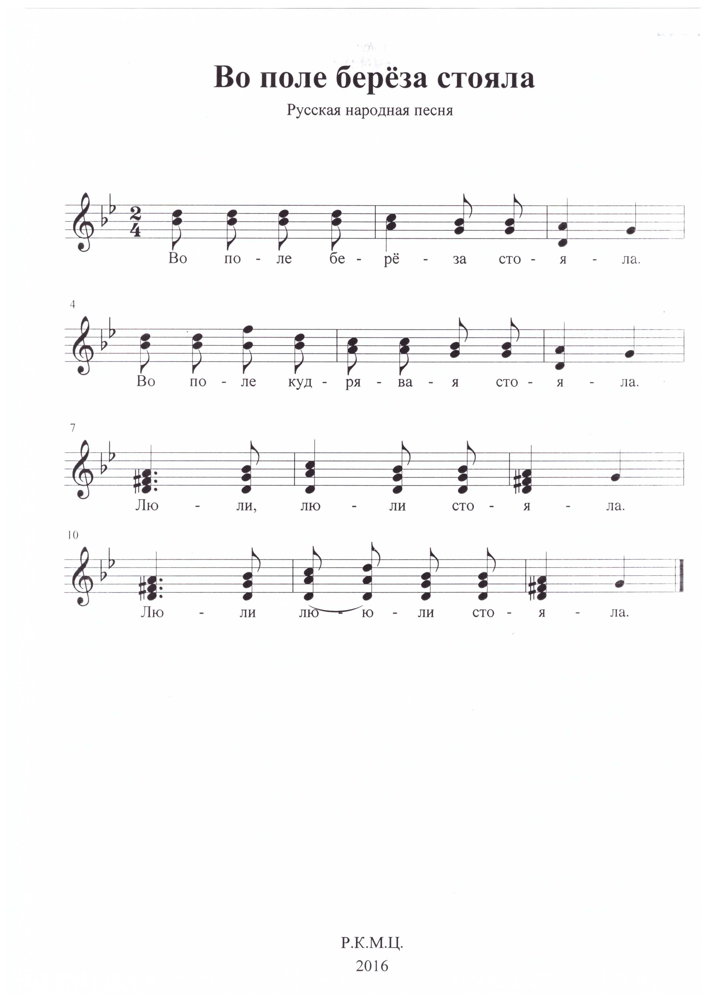 Во поле берёза стояла
Русская народная песня
2
4
Во по - ле бе - рё - за сто - я - ла.
4
Во по - ле куд - ря - ва - я сто - я - ла.
7
Лю - ли, лю - ли сто - я - ла.
10
Лю - ли лю - ю - ли сто - я - ла.
Р.К.М.Ц.
2016